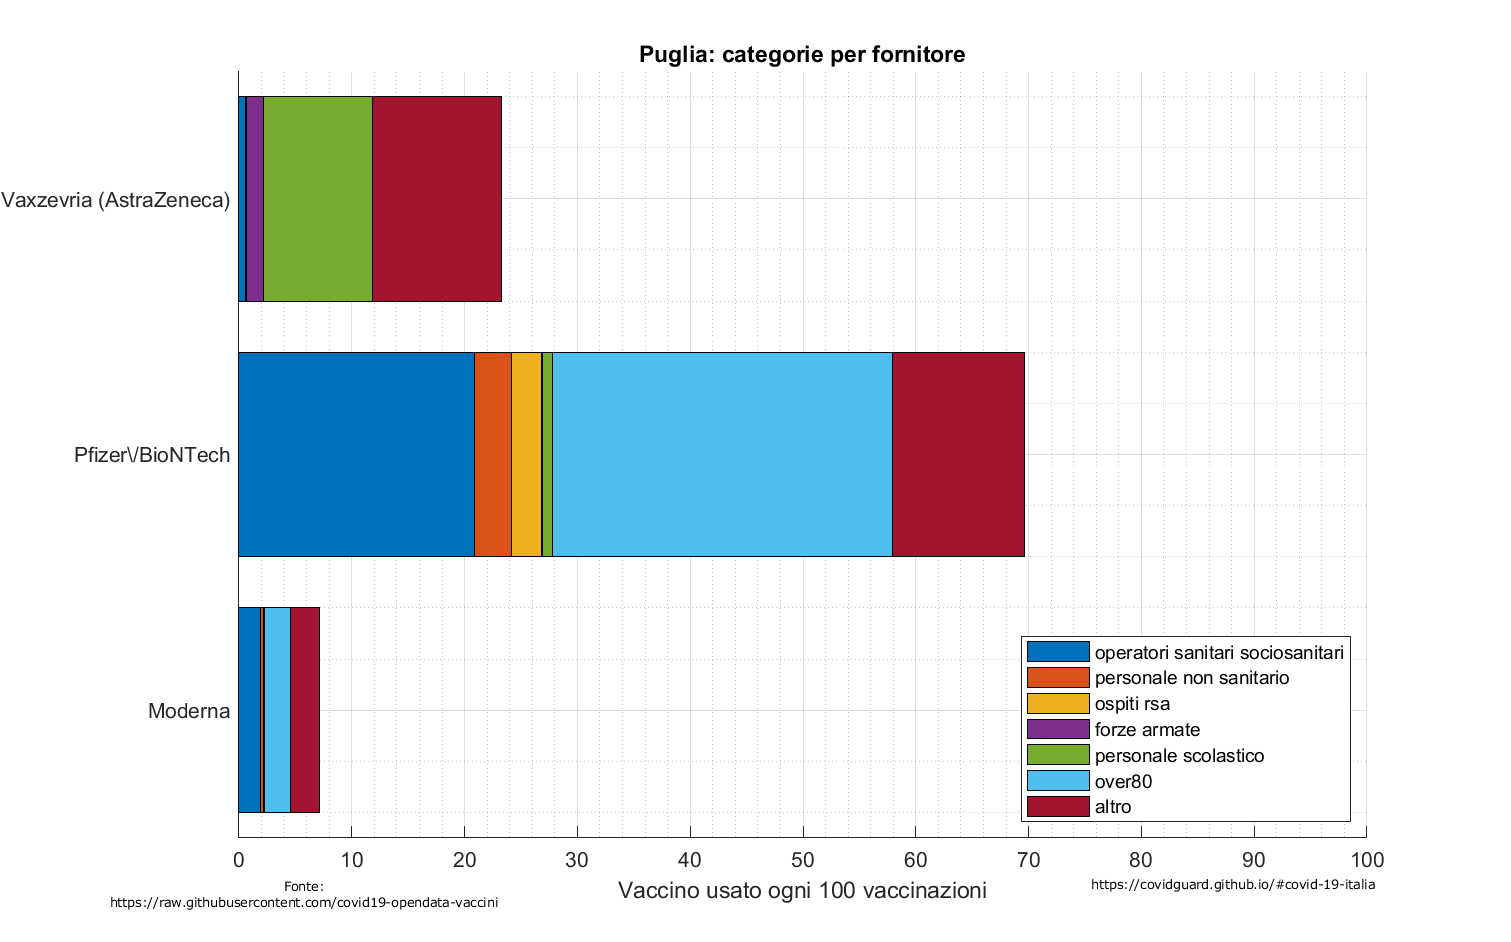 Puglia: categorie per fornitore
Vaxzevria (AstraZeneca)
Pfizer\/BioNTech
Moderna
operatori sanitari sociosanitari
personale non sanitario
ospiti rsa
forze armate
personale scolastico
over80
altro
0 10 20 30 40 50 60 70 80 90 100
Vaccino usato ogni 100 vaccinazioni
Fonte:
https://raw.githubusercontent.com/covid19-opendata-vaccini
https://covidguard.github.io/#covid-19-italia